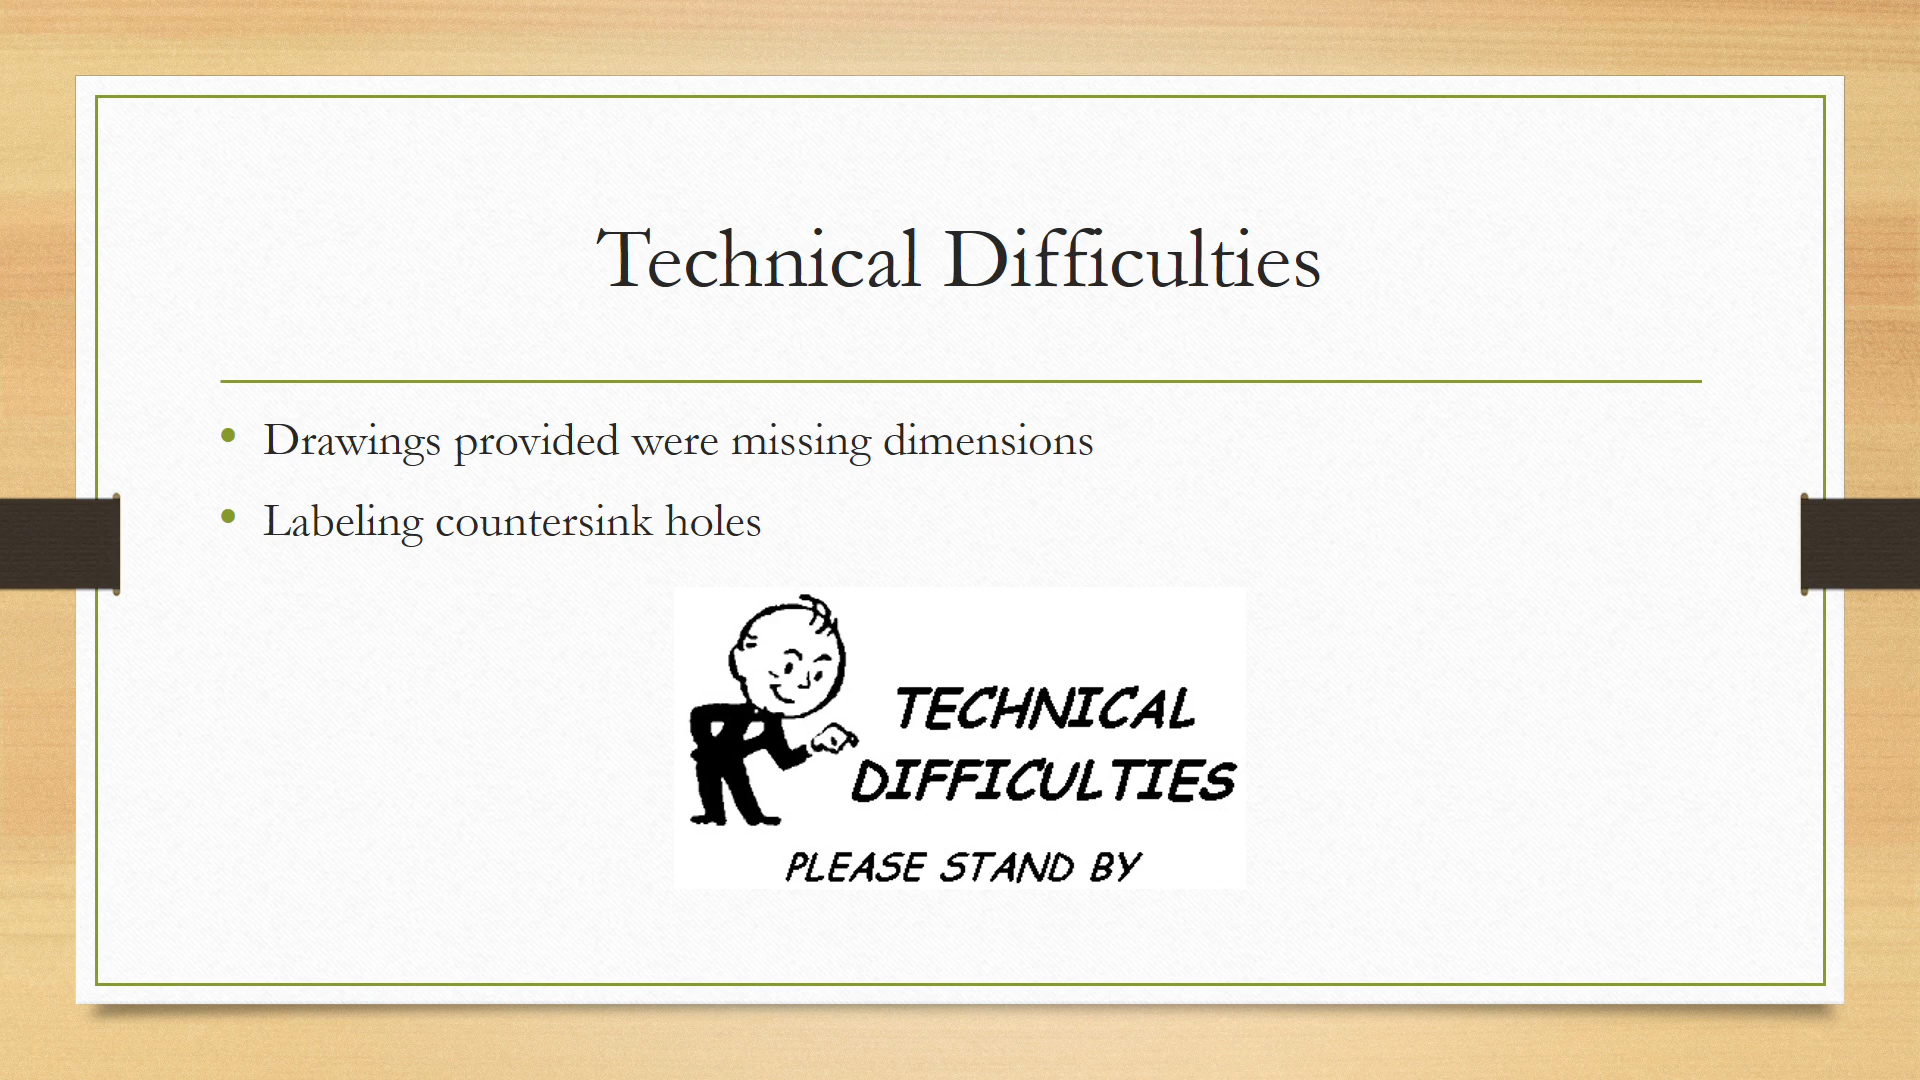 Technical Difficulties
• Drawings provided were missing dimensions
• Labeling countersink holes
TECHNICAL
DIFFICULTIES
PLEASE STAND BY